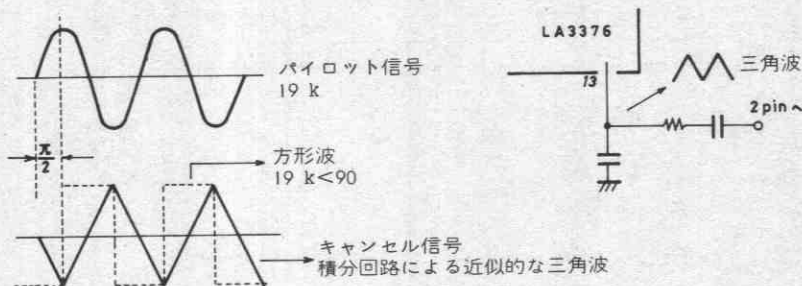 パイロット信号
19 k
π/2
方形波
19 k<90
キャンセル信号
積分回路による近似的な三角波
LA3376
13
三角波
2 pin へ